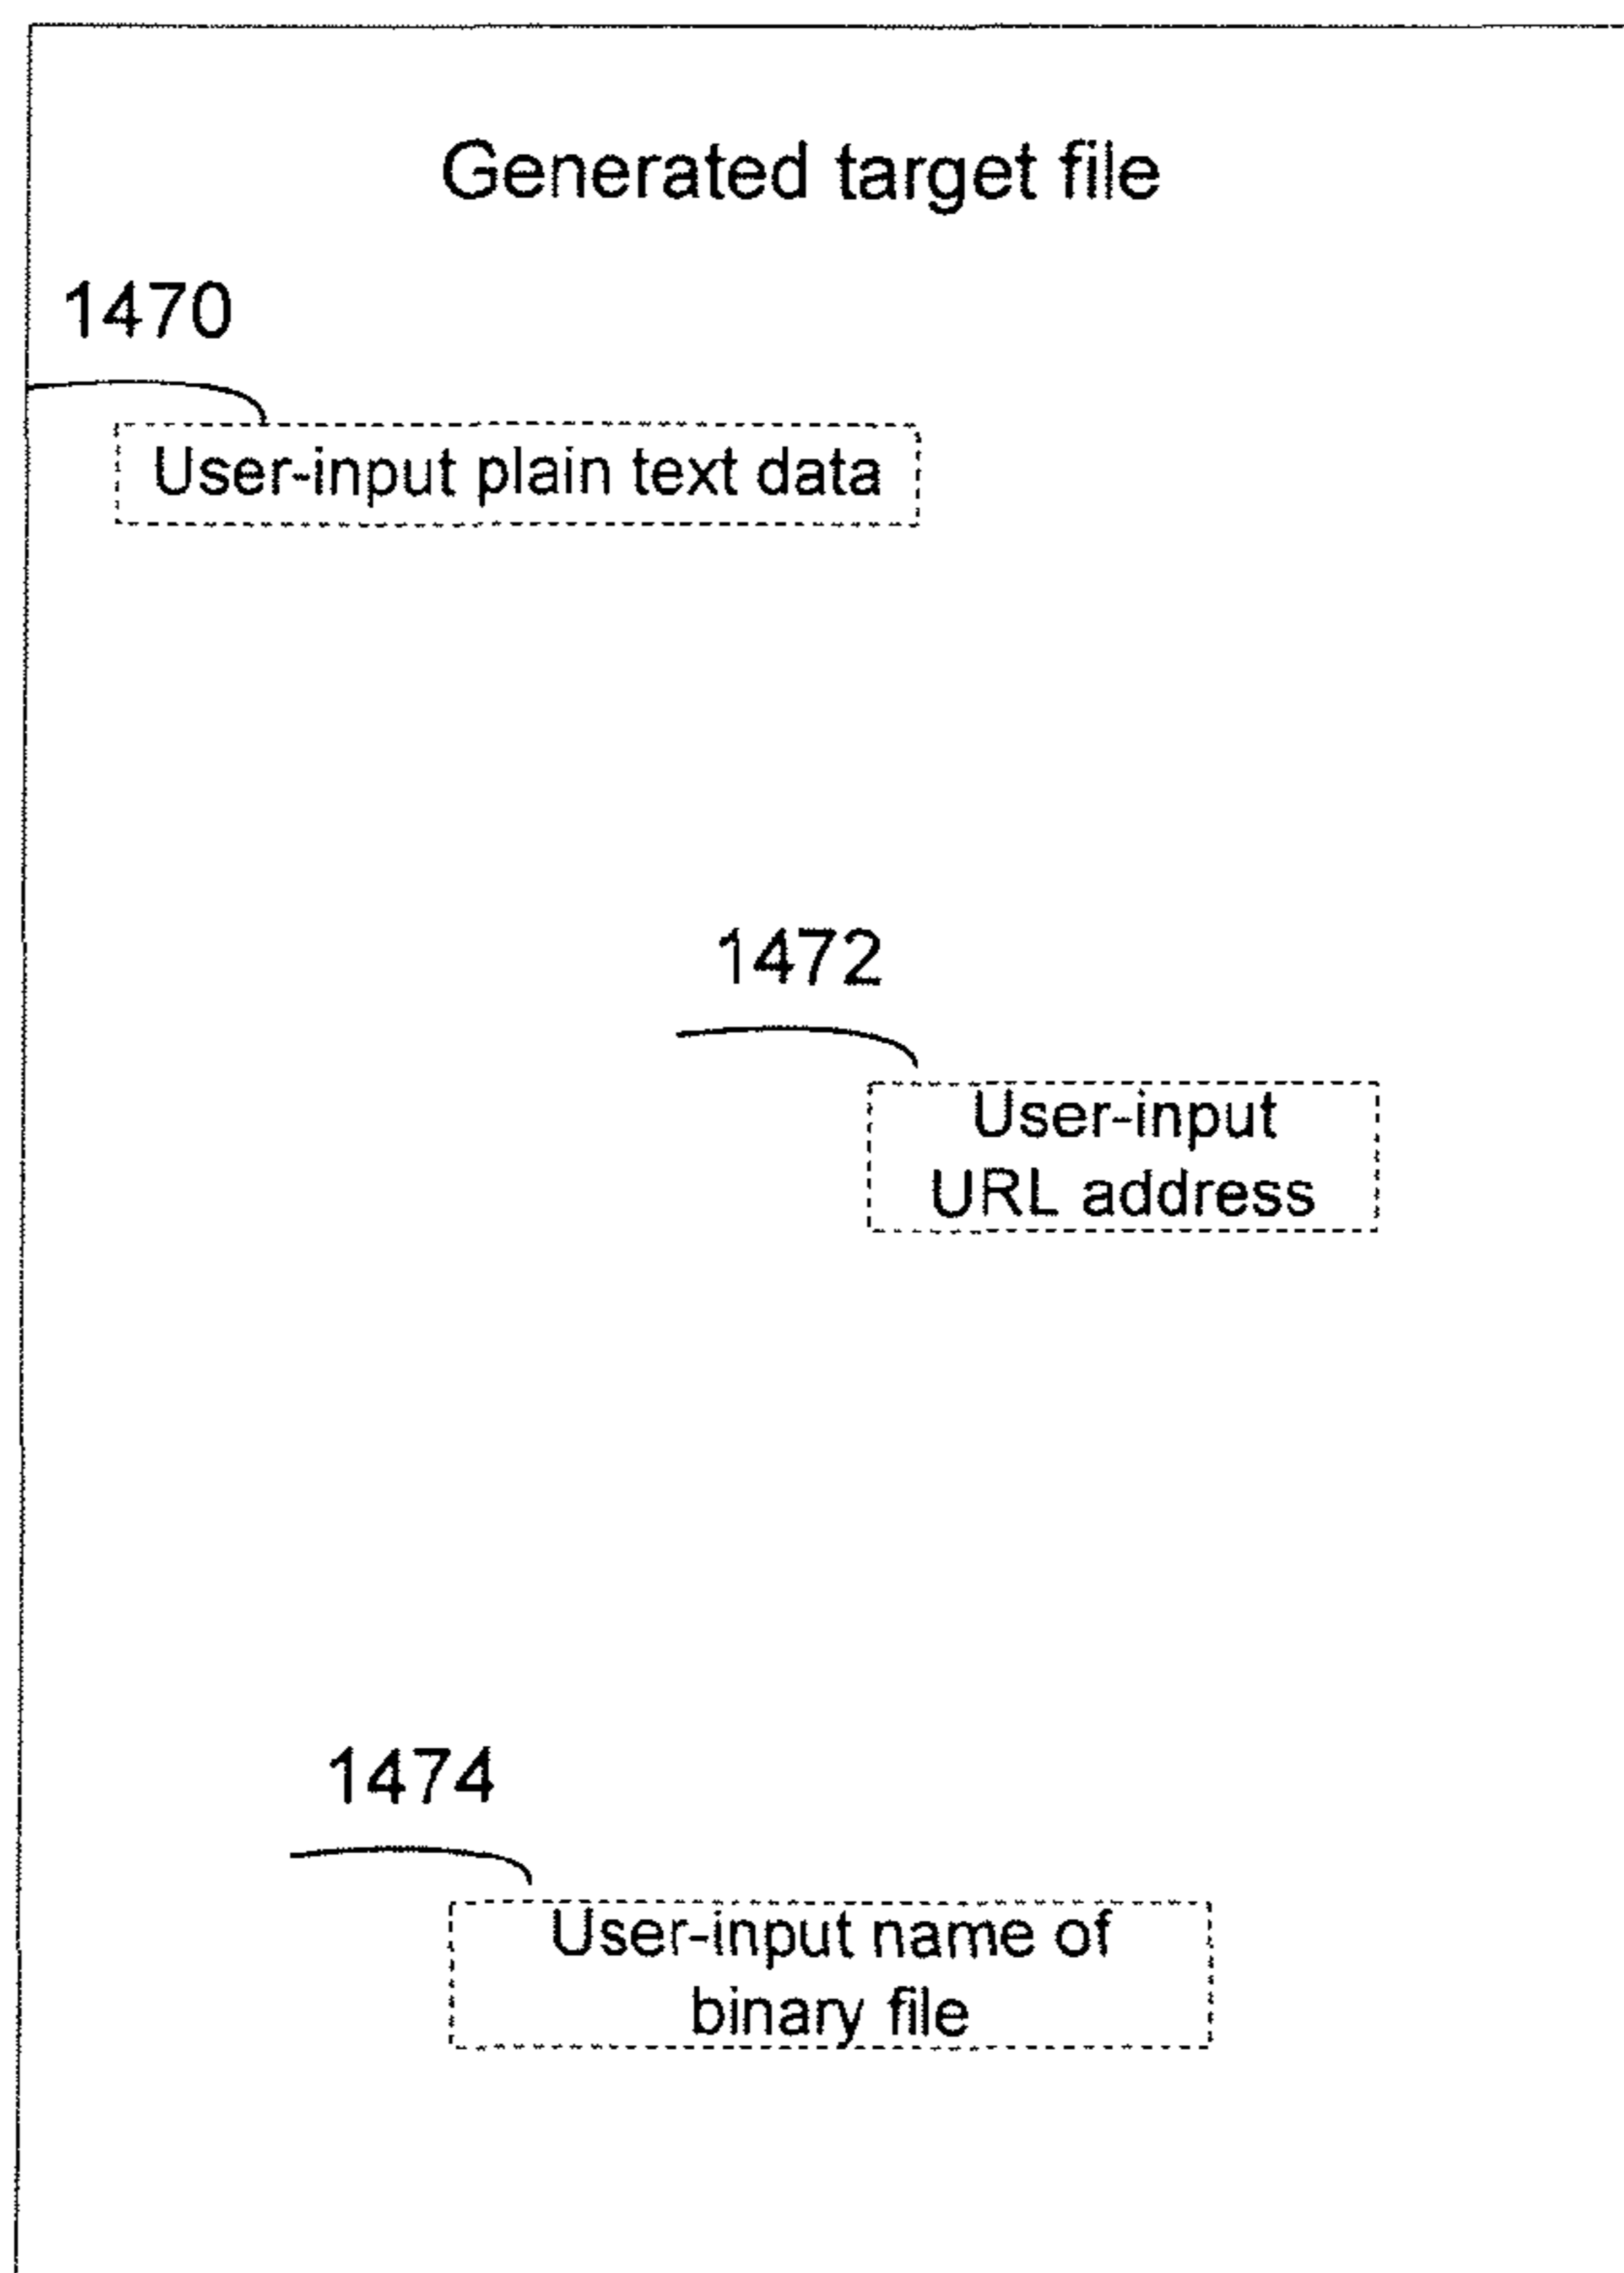 Generated target file
1470
User-input plain text data
1472
User-input
URL address
1474
User-input name of
binary file